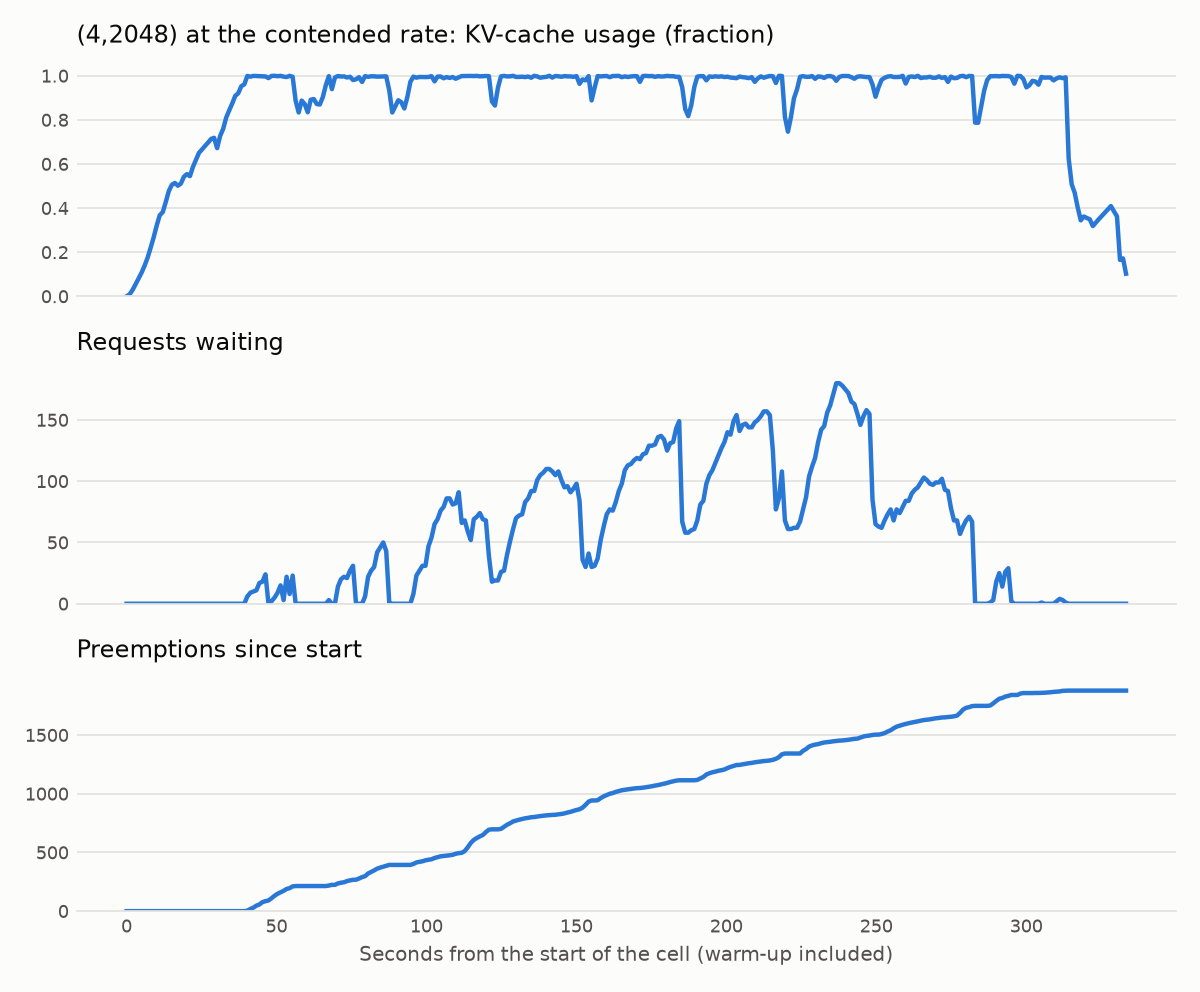 (4,2048) at the contended rate: KV-cache usage (fraction)
1.0
0.8
0.6
0.4
0.2
0.0
Requests waiting
150
100
50
0
Preemptions since start
1500
1000
500
0
0 50 100 150 200 250 300
Seconds from the start of the cell (warm-up included)